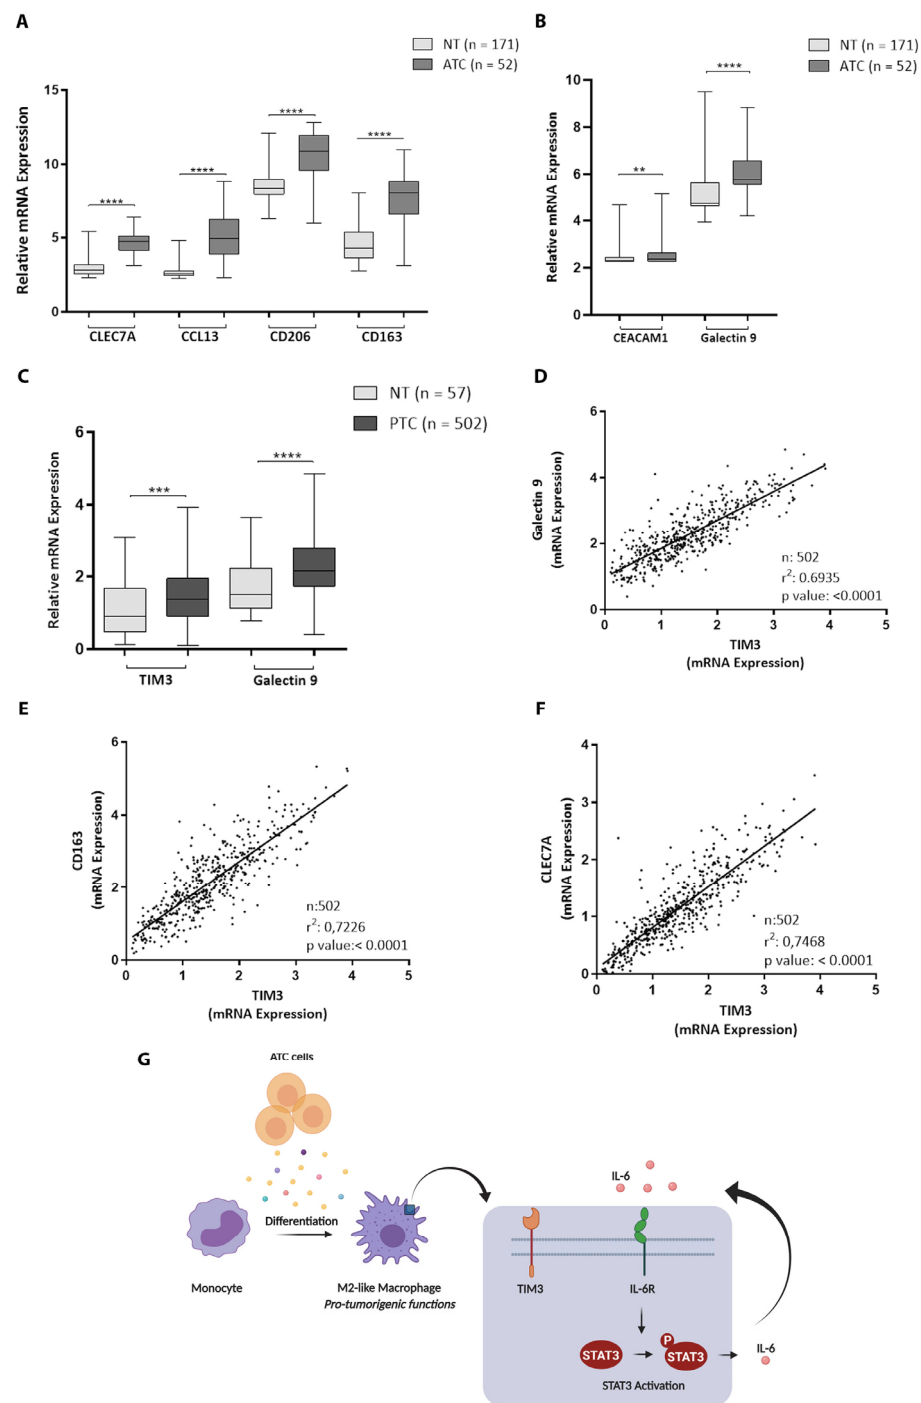 A
NT (n = 171)
ATC (n = 52)
Relative mRNA Expression
15
10
5
0
****
****
****
****
CLEC7A
CCL13
CD206
CD163
B
NT (n = 171)
ATC (n = 52)
Relative mRNA Expression
10
8
6
4
2
0
**
****
CEACAM1
Galectin 9
C
NT (n = 57)
PTC (n = 502)
Relative mRNA Expression
6
4
2
0
***
****
TIM3
Galectin 9
D
Galectin 9
(mRNA Expression)
6
4
2
0
n: 502
r²: 0.6935
p value: <0.0001
0 1 2 3 4 5
TIM3
(mRNA Expression)
E
CD163
(mRNA Expression)
6
4
2
0
n:502
r²: 0,7226
p value:< 0.0001
0 1 2 3 4 5
TIM3
(mRNA Expression)
F
CLEC7A
(mRNA Expression)
4
3
2
1
0
n:502
r²: 0,7468
p value: < 0.0001
0 1 2 3 4 5
TIM3
(mRNA Expression)
G
ATC cells
Differentiation
Monocyte
M2-like Macrophage
Pro-tumorigenic functions
IL-6
TIM3
IL-6R
STAT3
P
STAT3
IL-6
STAT3 Activation